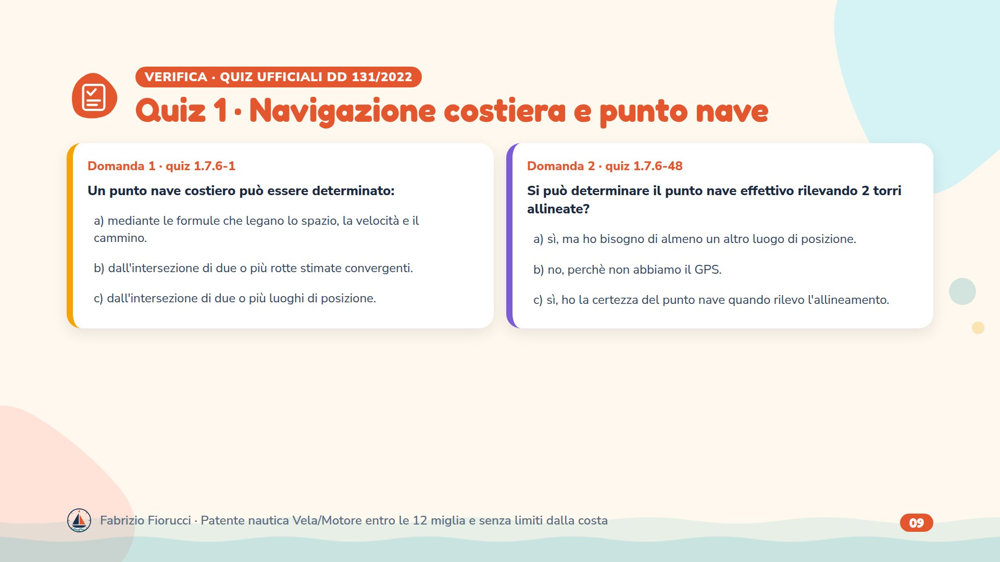 VERIFICA · QUIZ UFFICIALI DD 131/2022
Quiz 1 · Navigazione costiera e punto nave
Domanda 1 · quiz 1.7.6-1
Un punto nave costiero può essere determinato:
a) mediante le formule che legano lo spazio, la velocità e il
cammino.
b) dall'intersezione di due o più rotte stimate convergenti.
c) dall'intersezione di due o più luoghi di posizione.
Domanda 2 · quiz 1.7.6-48
Si può determinare il punto nave effettivo rilevando 2 torri
allineate?
a) sì, ma ho bisogno di almeno un altro luogo di posizione.
b) no, perchè non abbiamo il GPS.
c) sì, ho la certezza del punto nave quando rilevo l'allineamento.
Fabrizio Fiorucci · Patente nautica Vela/Motore entro le 12 miglia e senza limiti dalla costa
09